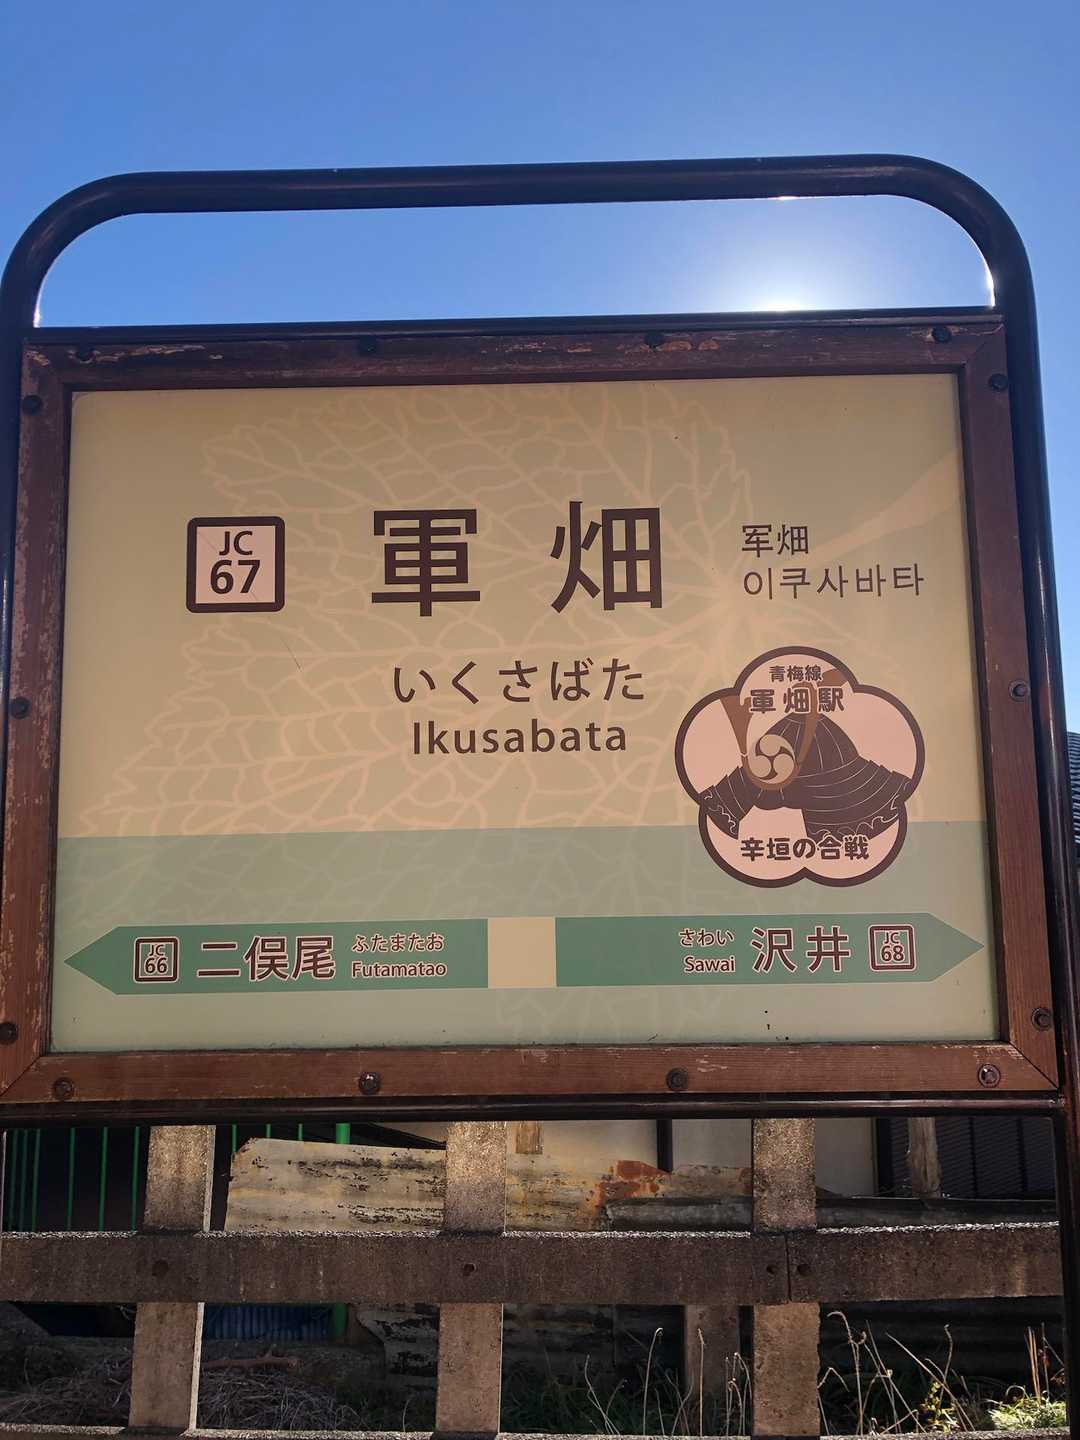 JC
67
軍畑
军畑
이쿠사바타
いくさばた
Ikusabata
青梅線
軍畑駅
辛垣の合戦
JC
66
二俣尾
ふたまたお
Futamatao
さわい
Sawai
沢井
JC
68